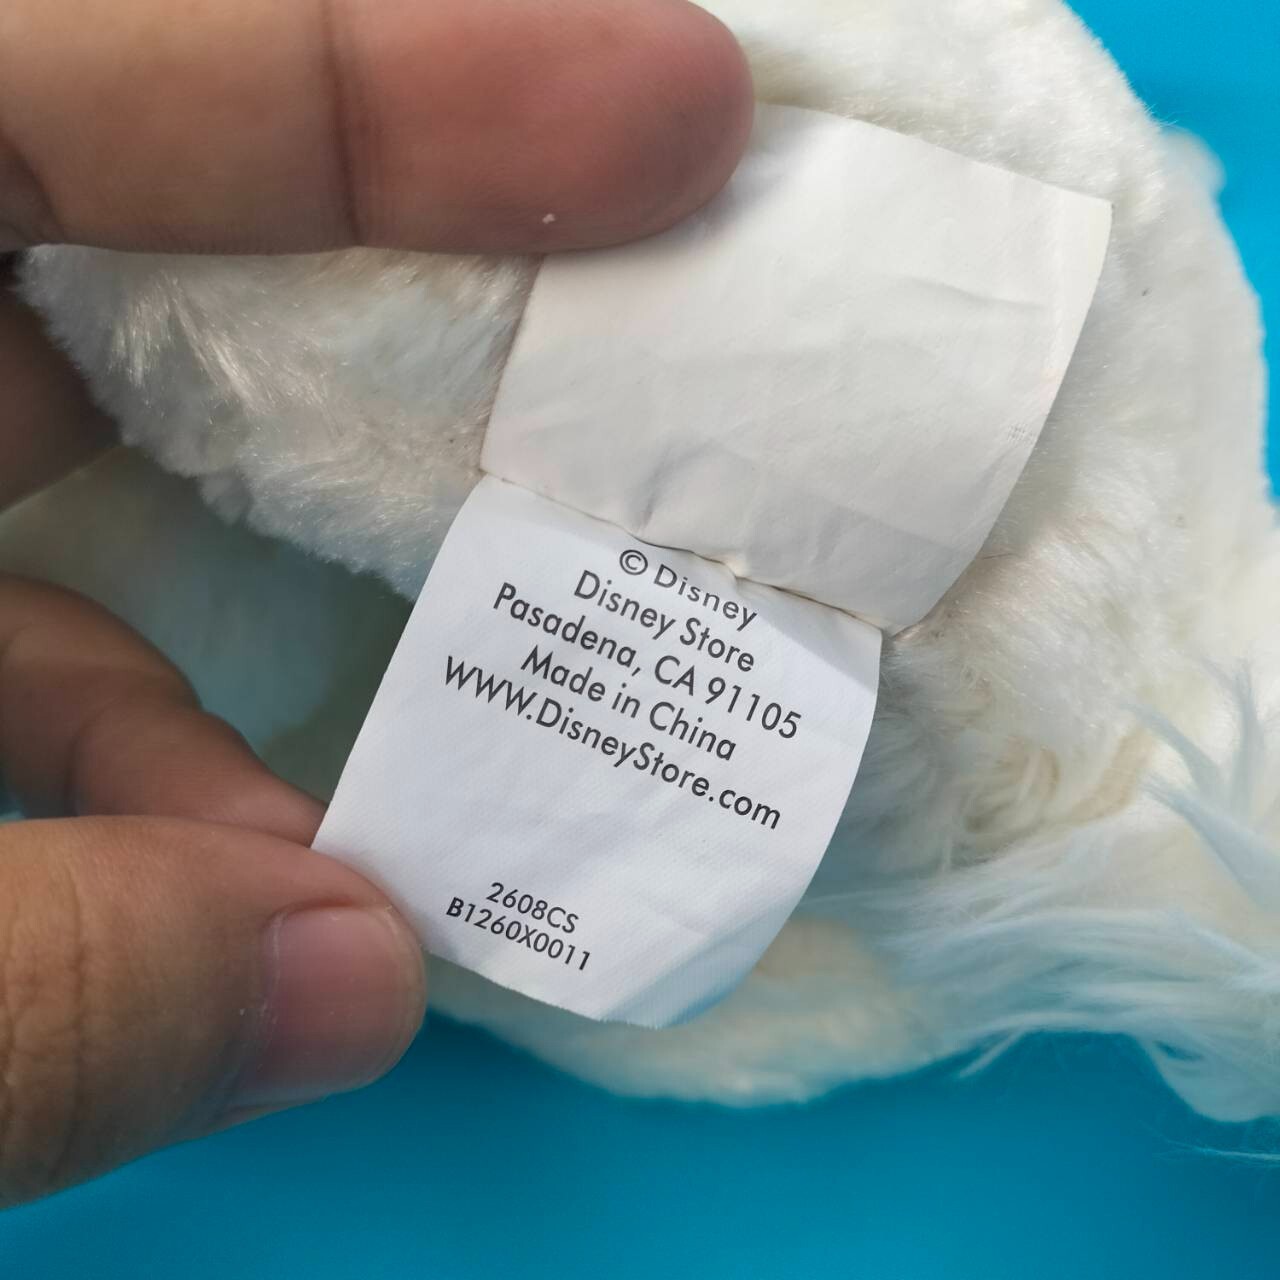 © Disney
Disney Store
Pasadena, CA 91105
Made in China
www.DisneyStore.com
2608CS
B1260X0011